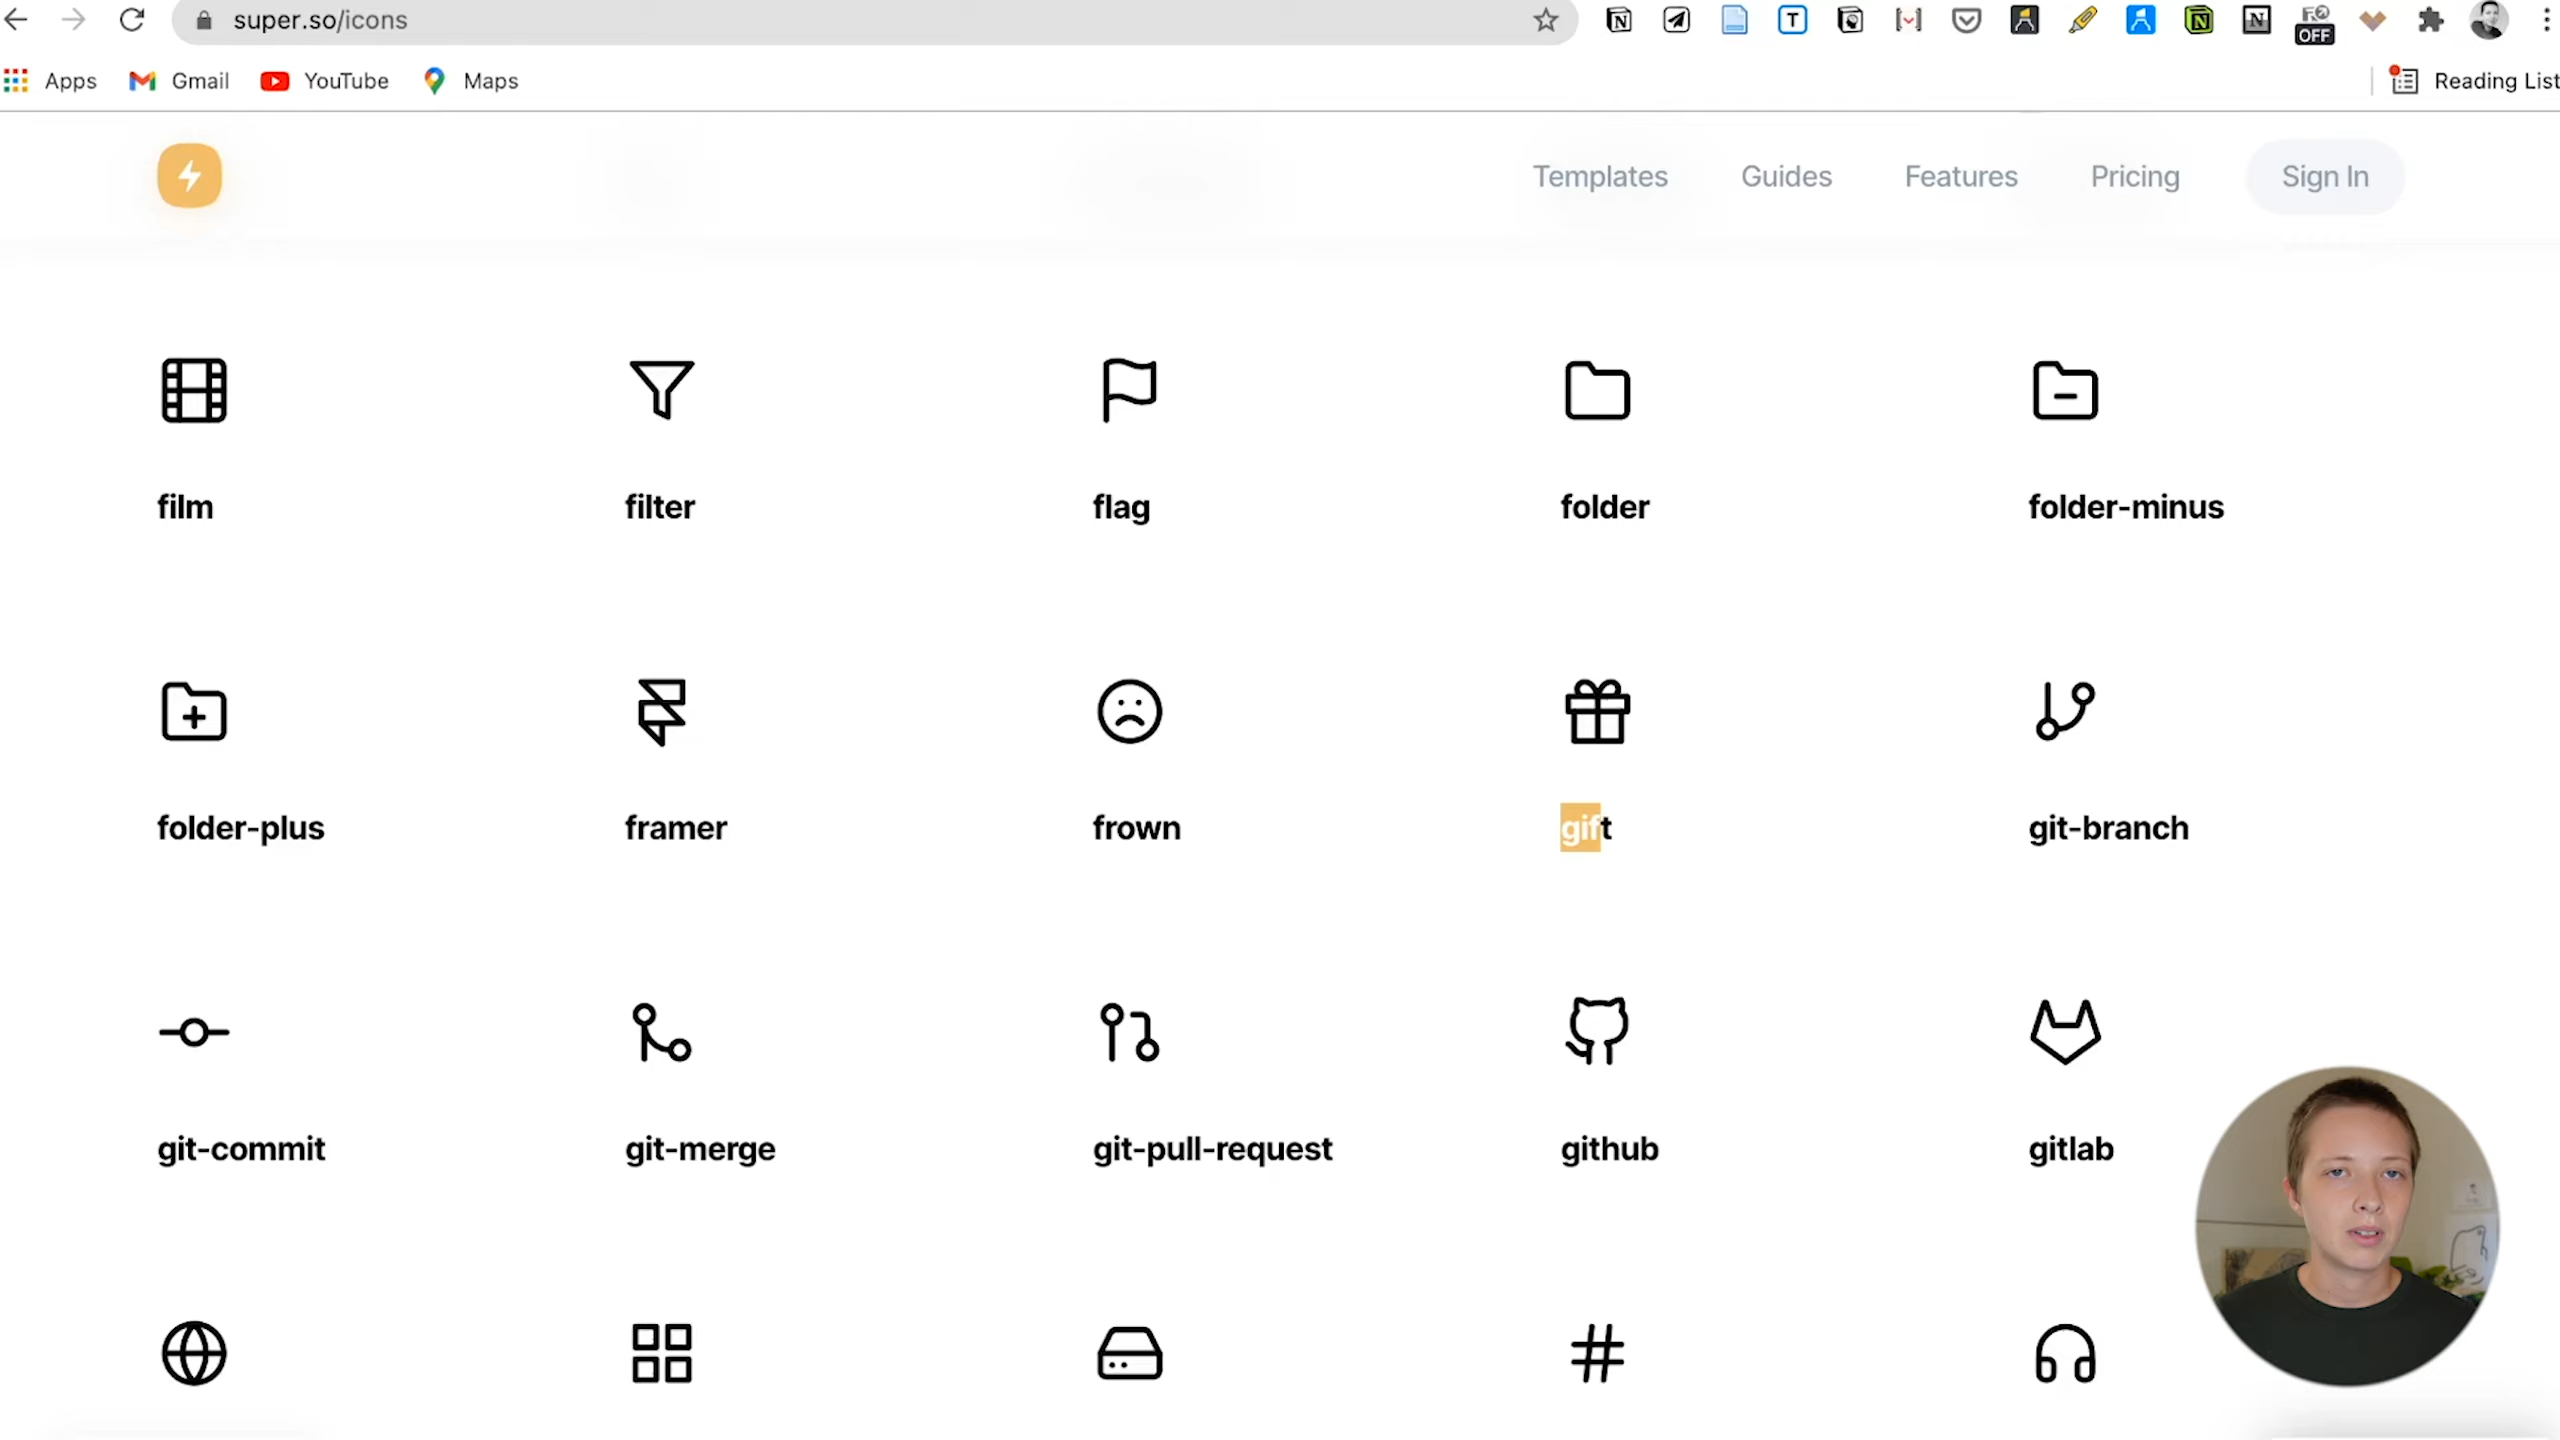 super.so/icons
OFF
Apps Gmail YouTube Maps Reading List
Templates Guides Features Pricing Sign In
film filter flag folder folder-minus
folder-plus framer frown gift git-branch
git-commit git-merge git-pull-request github gitlab